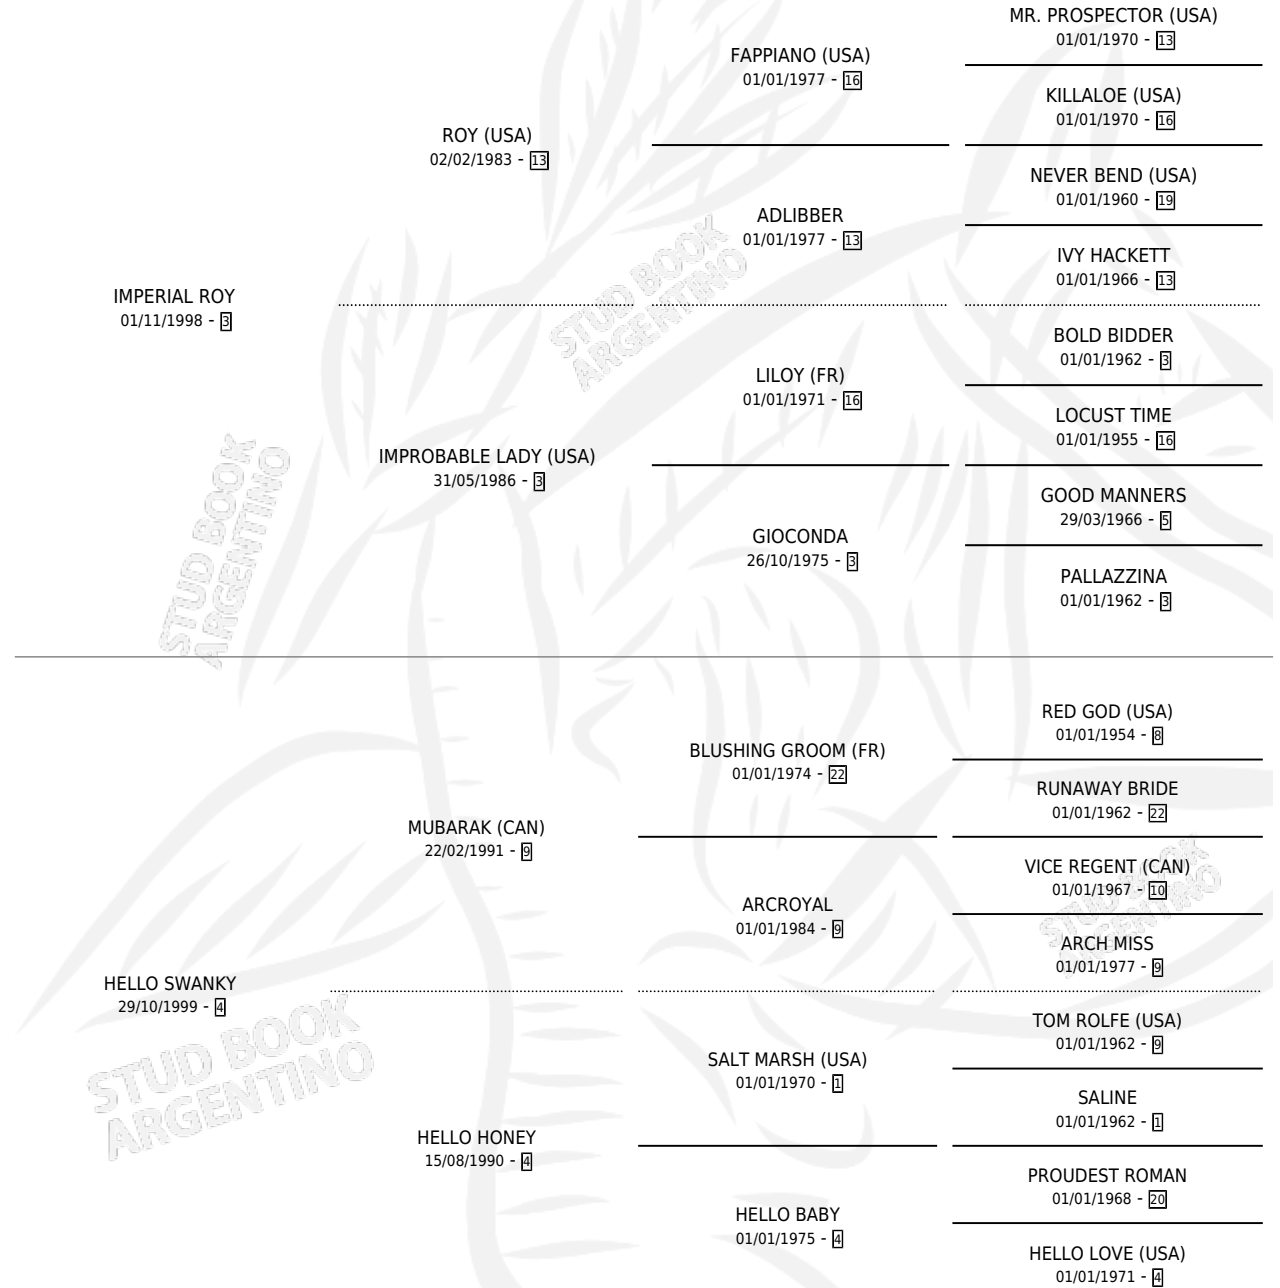 MR. PROSPECTOR (USA)
01/01/1970 - 13
FAPPIANO (USA)
01/01/1977 - 16
KILLALOE (USA)
01/01/1970 - 16
ROY (USA)
02/02/1983 - 13
NEVER BEND (USA)
01/01/1960 - 19
ADLIBBER
01/01/1977 - 13
IVY HACKETT
01/01/1966 - 13
IMPERIAL ROY
01/11/1998 - 3
BOLD BIDDER
01/01/1962 - 3
LILOY (FR)
01/01/1971 - 16
LOCUST TIME
01/01/1955 - 16
IMPROBABLE LADY (USA)
31/05/1986 - 3
GOOD MANNERS
29/03/1966 - 5
GIOCONDA
26/10/1975 - 3
PALLAZZINA
01/01/1962 - 3
STUD BOOK
ARGENTINO
STUD BOOK
ARGENTINO
RED GOD (USA)
01/01/1954 - 8
BLUSHING GROOM (FR)
01/01/1974 - 22
RUNAWAY BRIDE
01/01/1962 - 22
MUBARAK (CAN)
22/02/1991 - 9
VICE REGENT (CAN)
01/01/1967 - 10
ARCROYAL
01/01/1984 - 9
ARCH MISS
01/01/1977 - 9
STUD BOOK
ARGENTINO
HELLO SWANKY
29/10/1999 - 4
TOM ROLFE (USA)
01/01/1962 - 9
SALT MARSH (USA)
01/01/1970 - 1
SALINE
01/01/1962 - 1
HELLO HONEY
15/08/1990 - 4
PROUDEST ROMAN
01/01/1968 - 20
HELLO BABY
01/01/1975 - 4
HELLO LOVE (USA)
01/01/1971 - 4
STUD BOOK
ARGENTINO